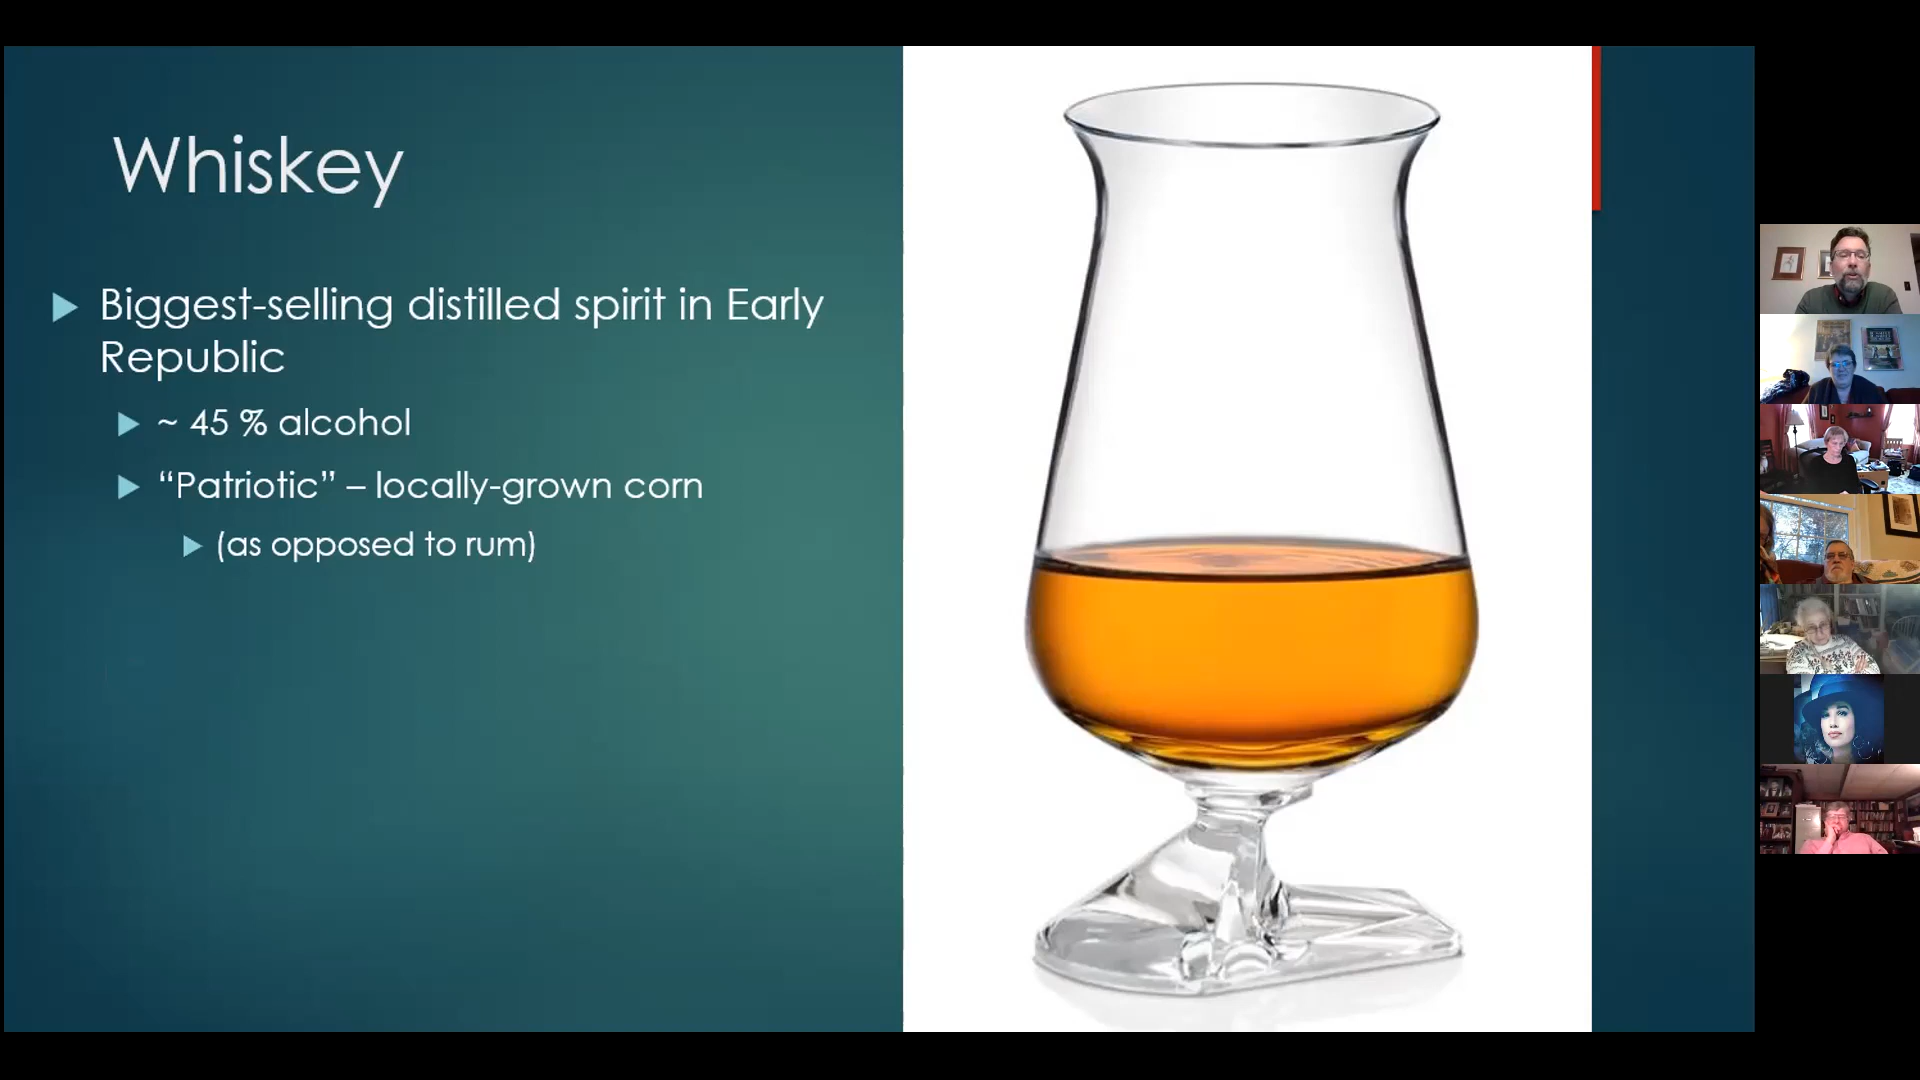 Whiskey
Biggest-selling distilled spirit in Early
Republic
~ 45 % alcohol
“Patriotic” – locally-grown corn
(as opposed to rum)